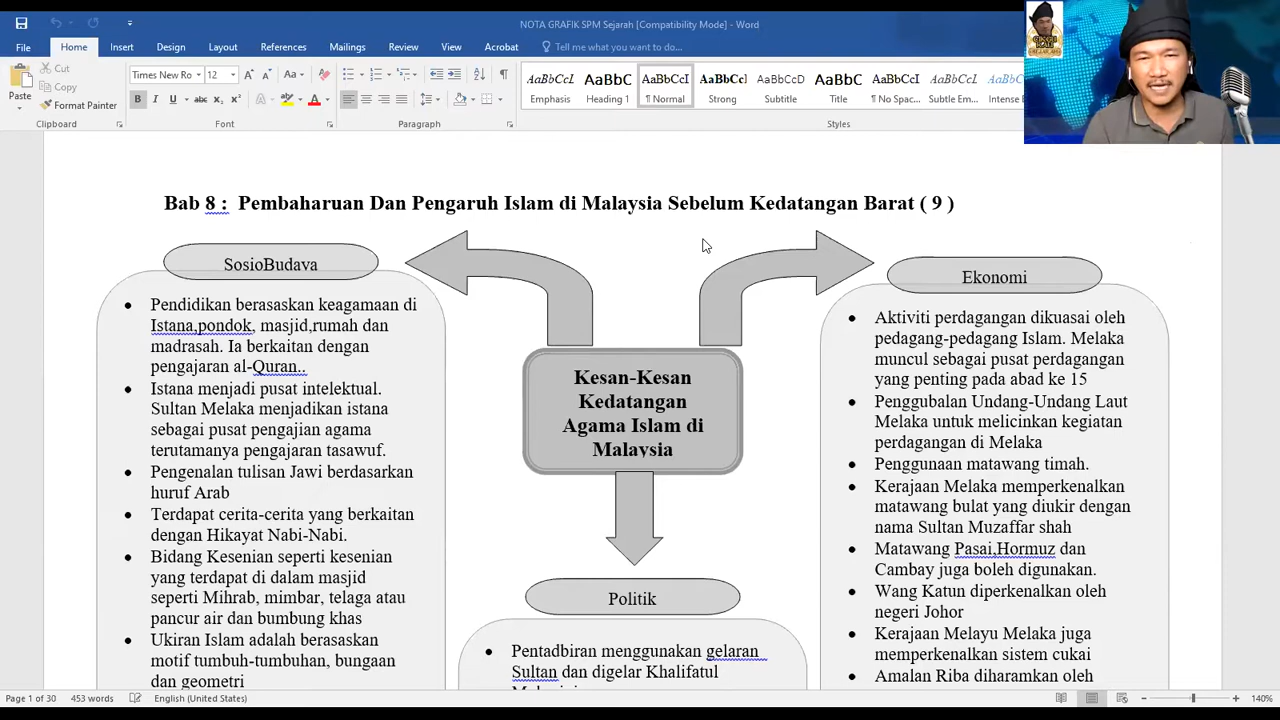 NOTA GRAFIK SPM Sejarah [Compatibility Mode] - Word
File Home Insert Design Layout References Mailings Review View Acrobat Tell me what you want to do...
Cut
Copy
Format Painter
Paste
Clipboard
Times New Ro 12
Font
Paragraph
AaBbCcL AaBbC AaBbCcI AaBbCc AaBbCcD AaBbC AaBbCcI AaBbCcL
Emphasis Heading 1 ¶ Normal Strong Subtitle Title ¶ No Spac... Subtle Em... Intense
Styles
Bab 8 : Pembaharuan Dan Pengaruh Islam di Malaysia Sebelum Kedatangan Barat ( 9 )
SosioBudava
• Pendidikan berasaskan keagamaan di
Istana,pondok, masjid,rumah dan
madrasah. Ia berkaitan dengan
pengajaran al-Quran..
• Istana menjadi pusat intelektual.
Sultan Melaka menjadikan istana
sebagai pusat pengajian agama
terutamanya pengajaran tasawuf.
• Pengenalan tulisan Jawi berdasarkan
huruf Arab
• Terdapat cerita-cerita yang berkaitan
dengan Hikayat Nabi-Nabi.
• Bidang Kesenian seperti kesenian
yang terdapat di dalam masjid
seperti Mihrab, mimbar, telaga atau
pancur air dan bumbung khas
• Ukiran Islam adalah berasaskan
motif tumbuh-tumbuhan, bungaan
dan geometri
Kesan-Kesan
Kedatangan
Agama Islam di
Malaysia
Politik
• Pentadbiran menggunakan gelaran
Sultan dan digelar Khalifatul
Ekonomi
• Aktiviti perdagangan dikuasai oleh
pedagang-pedagang Islam. Melaka
muncul sebagai pusat perdagangan
yang penting pada abad ke 15
• Penggubalan Undang-Undang Laut
Melaka untuk melicinkan kegiatan
perdagangan di Melaka
• Penggunaan matawang timah.
• Kerajaan Melaka memperkenalkan
matawang bulat yang diukir dengan
nama Sultan Muzaffar shah
• Matawang Pasai,Hormuz dan
Cambay juga boleh digunakan.
• Wang Katun diperkenalkan oleh
negeri Johor
• Kerajaan Melayu Melaka juga
memperkenalkan sistem cukai
• Amalan Riba diharamkan oleh
Page 1 of 30 453 words English (United States) 140%